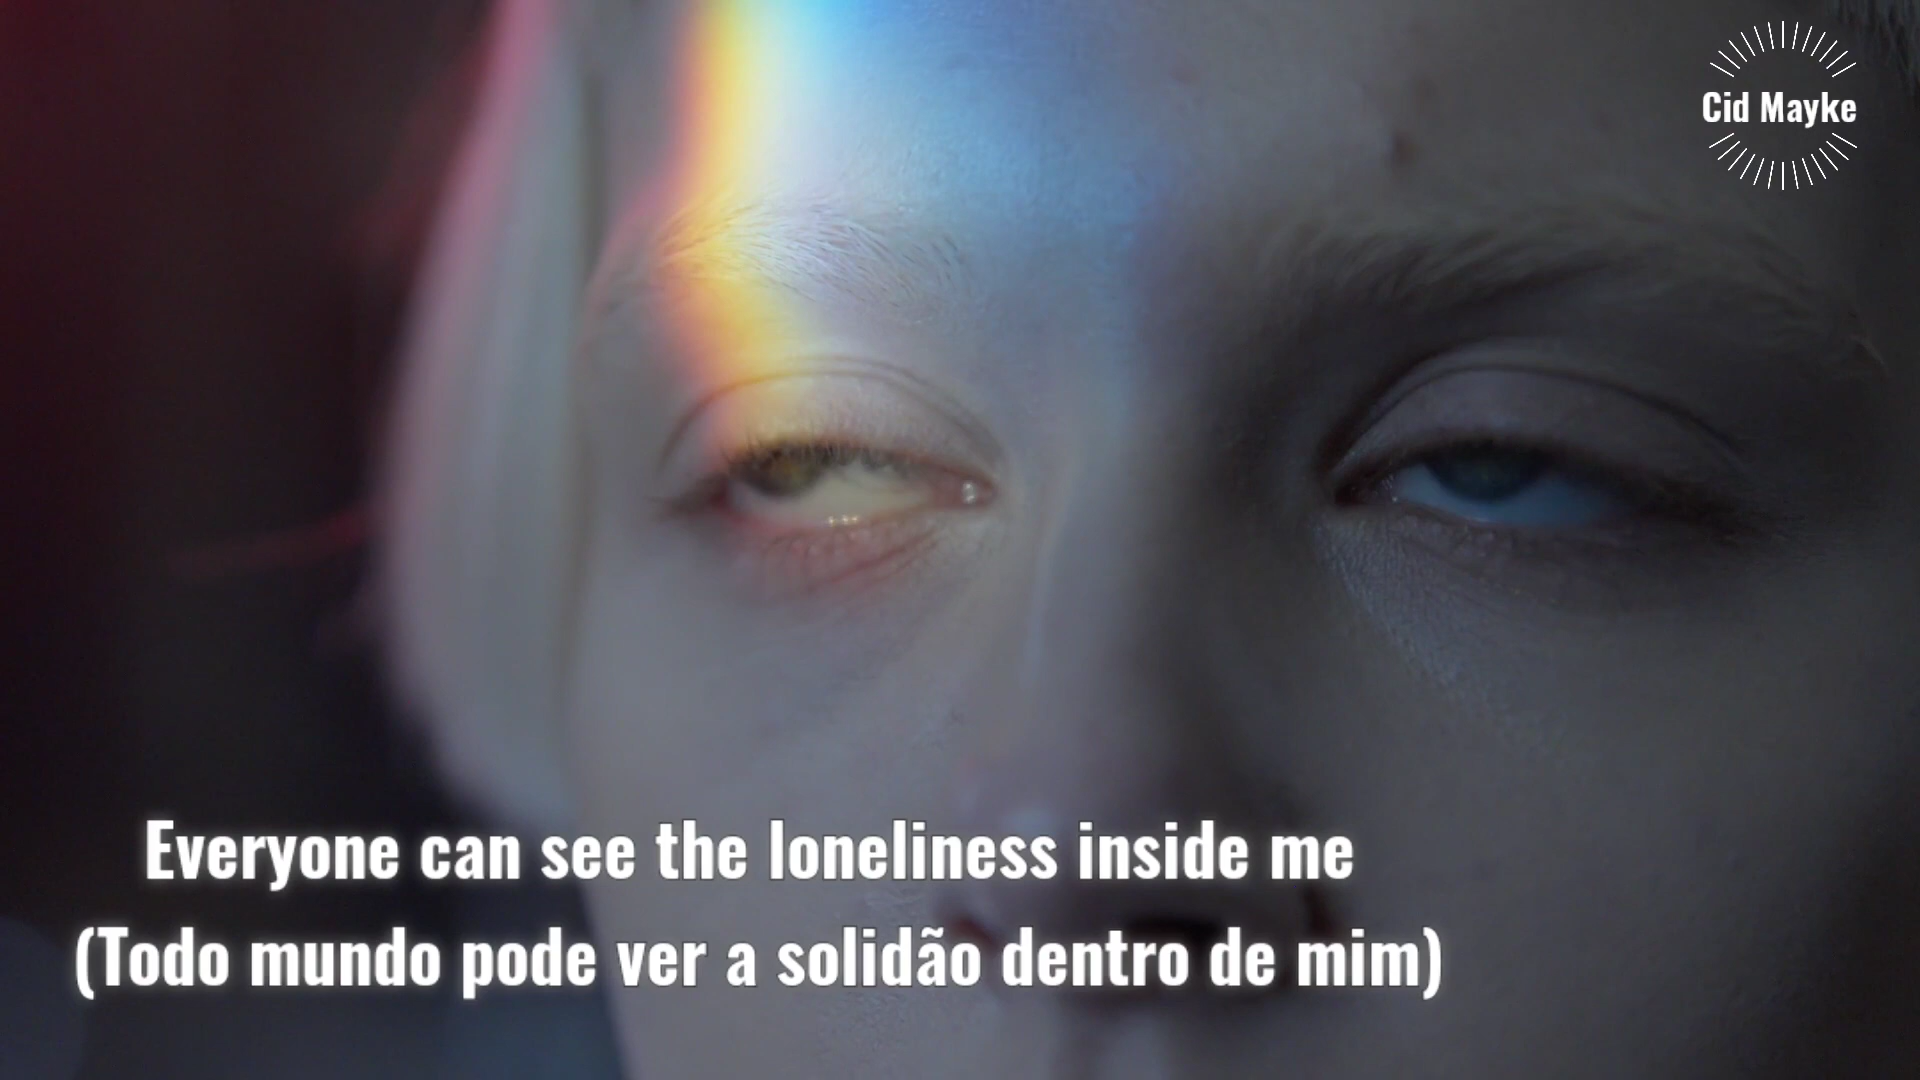 Cid Mayke
Everyone can see the loneliness inside me
(Todo mundo pode ver a solidão dentro de mim)